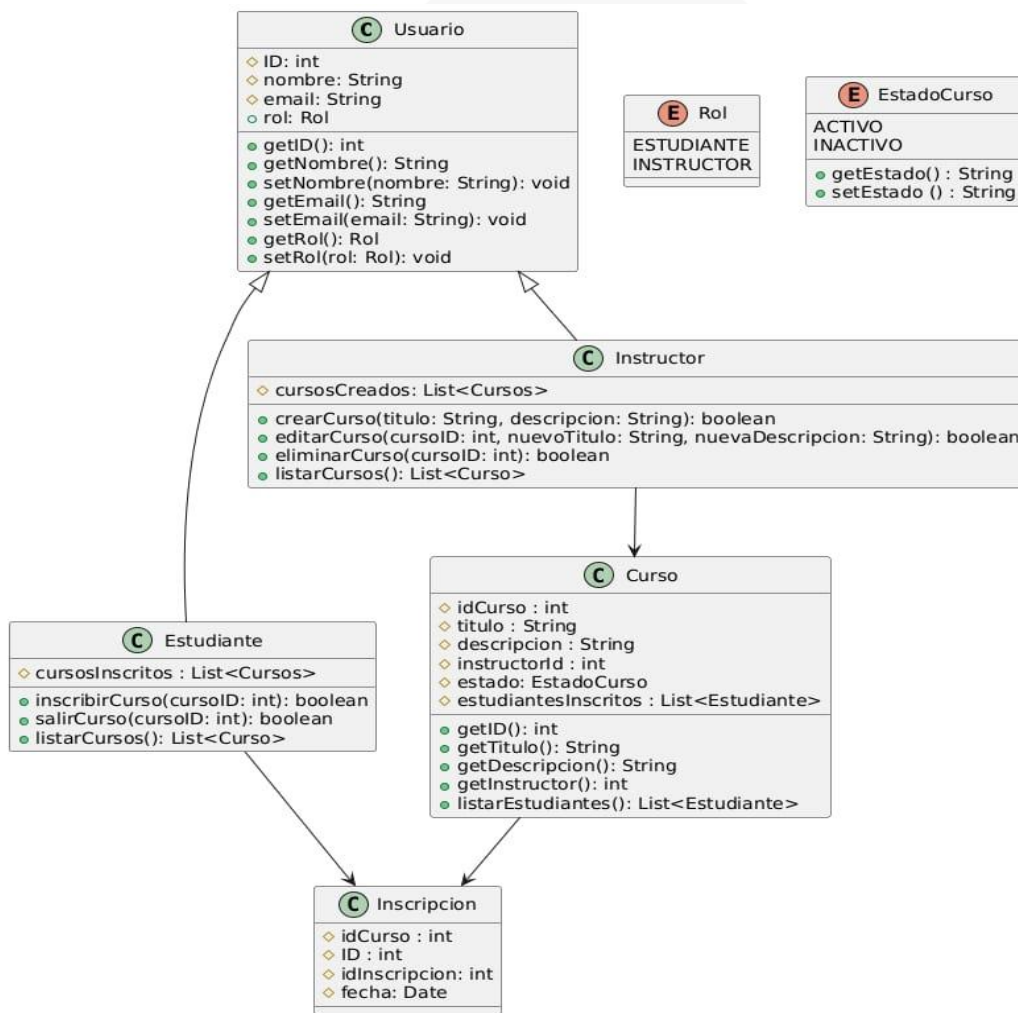 C Usuario
ID: int
nombre: String
email: String
rol: Rol
getID(): int
getNombre(): String
setNombre(nombre: String): void
getEmail(): String
setEmail(email: String): void
getRol(): Rol
setRol(rol: Rol): void
E Rol
ESTUDIANTE
INSTRUCTOR
E EstadoCurso
ACTIVO
INACTIVO
getEstado() : String
setEstado () : String
C Instructor
cursosCreados: List<Cursos>
crearCurso(titulo: String, descripcion: String): boolean
editarCurso(cursoID: int, nuevoTitulo: String, nuevaDescripcion: String): boolean
eliminarCurso(cursoID: int): boolean
listarCursos(): List<Curso>
C Estudiante
cursosInscritos : List<Cursos>
inscribirCurso(cursoID: int): boolean
salirCurso(cursoID: int): boolean
listarCursos(): List<Curso>
C Curso
idCurso : int
titulo : String
descripcion : String
instructorId : int
estado: EstadoCurso
estudiantesInscritos : List<Estudiante>
getID(): int
getTitulo(): String
getDescripcion(): String
getInstructor(): int
listarEstudiantes(): List<Estudiante>
C Inscripcion
idCurso : int
ID : int
idInscripcion: int
fecha: Date